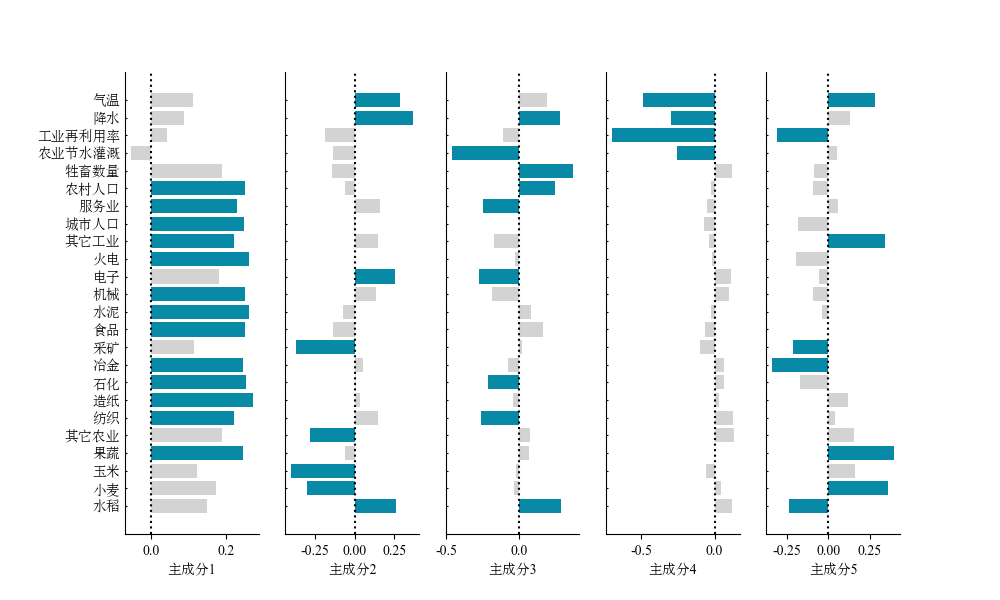 气温
降水
工业再利用率
农业节水灌溉
牲畜数量
农村人口
服务业
城市人口
其它工业
火电
电子
机械
水泥
食品
采矿
冶金
石化
造纸
纺织
其它农业
果蔬
玉米
小麦
水稻
0.0 0.2
主成分1
-0.25 0.00 0.25
主成分2
-0.5 0.0
主成分3
-0.5 0.0
主成分4
-0.25 0.00 0.25
主成分5